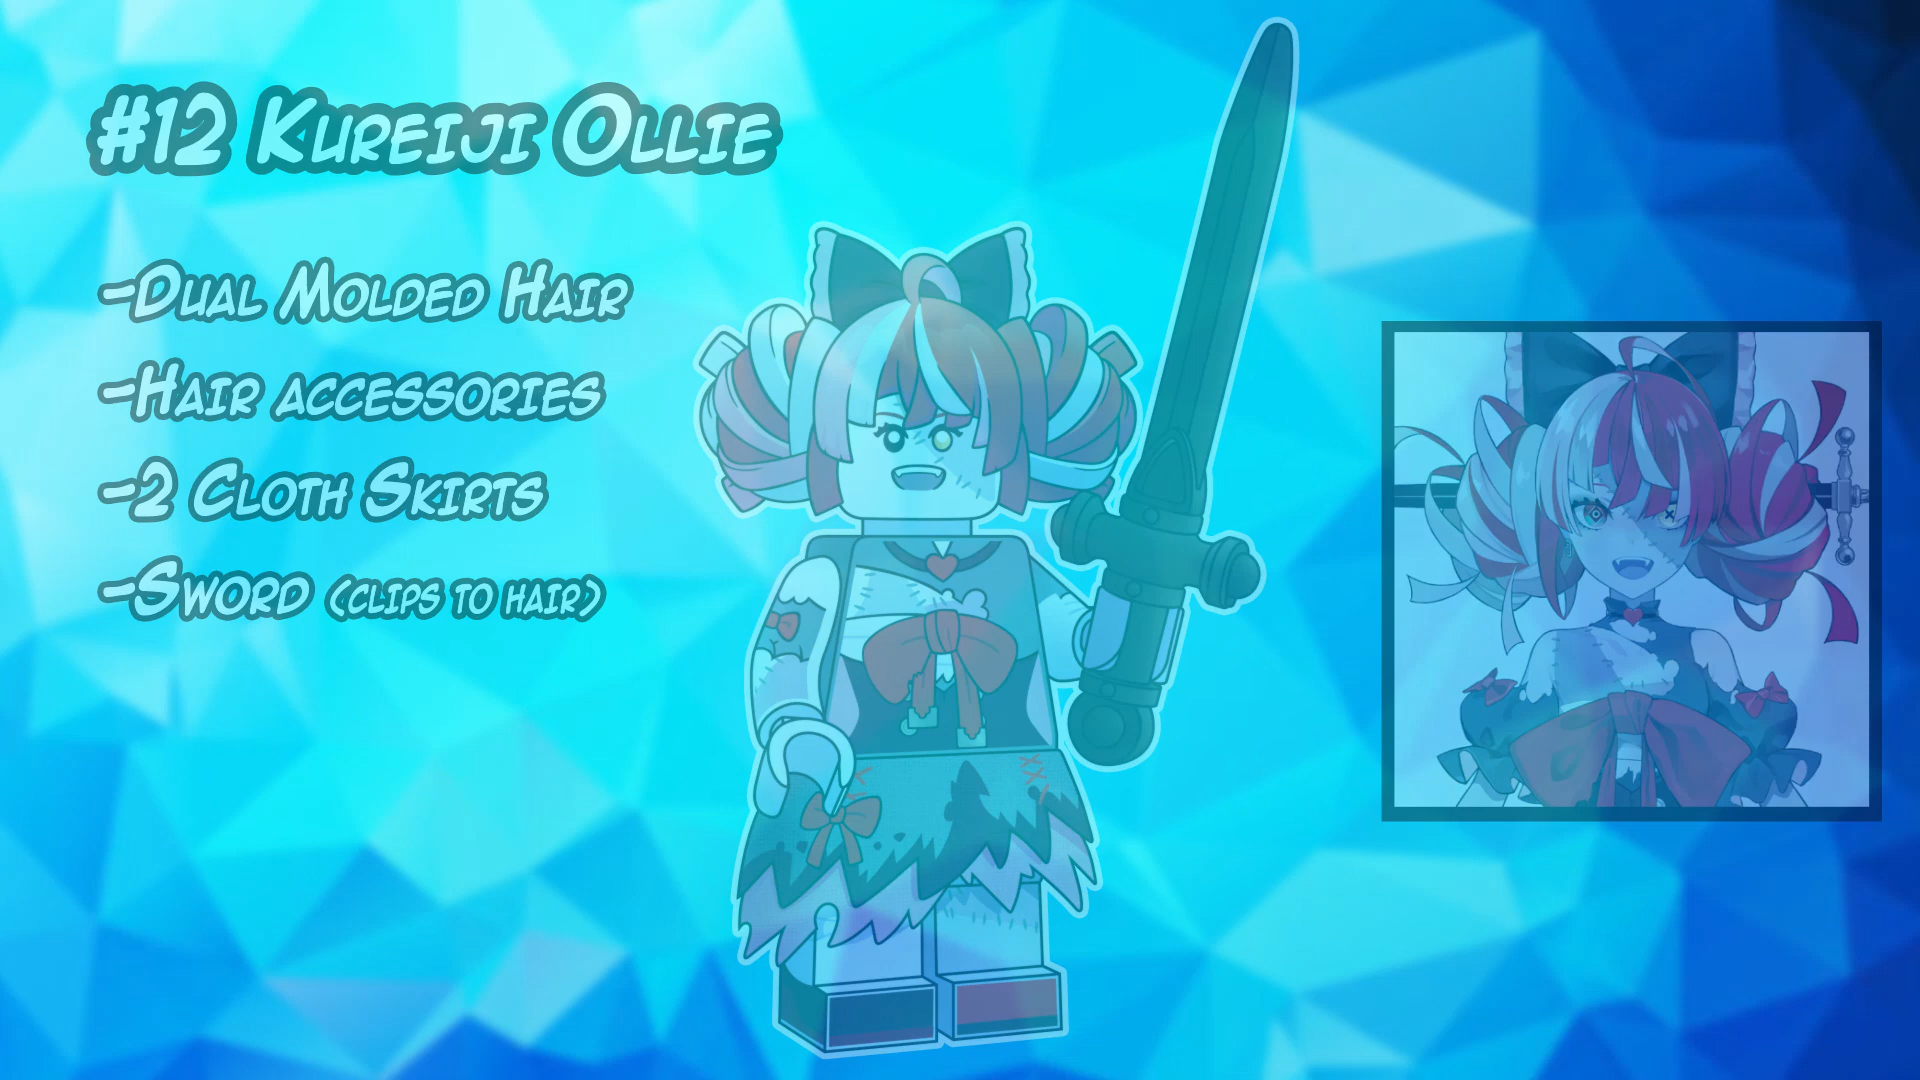 #12 Kureiji Ollie
-Dual Molded Hair
-Hair accessories
-2 Cloth Skirts
-Sword (clips to hair)